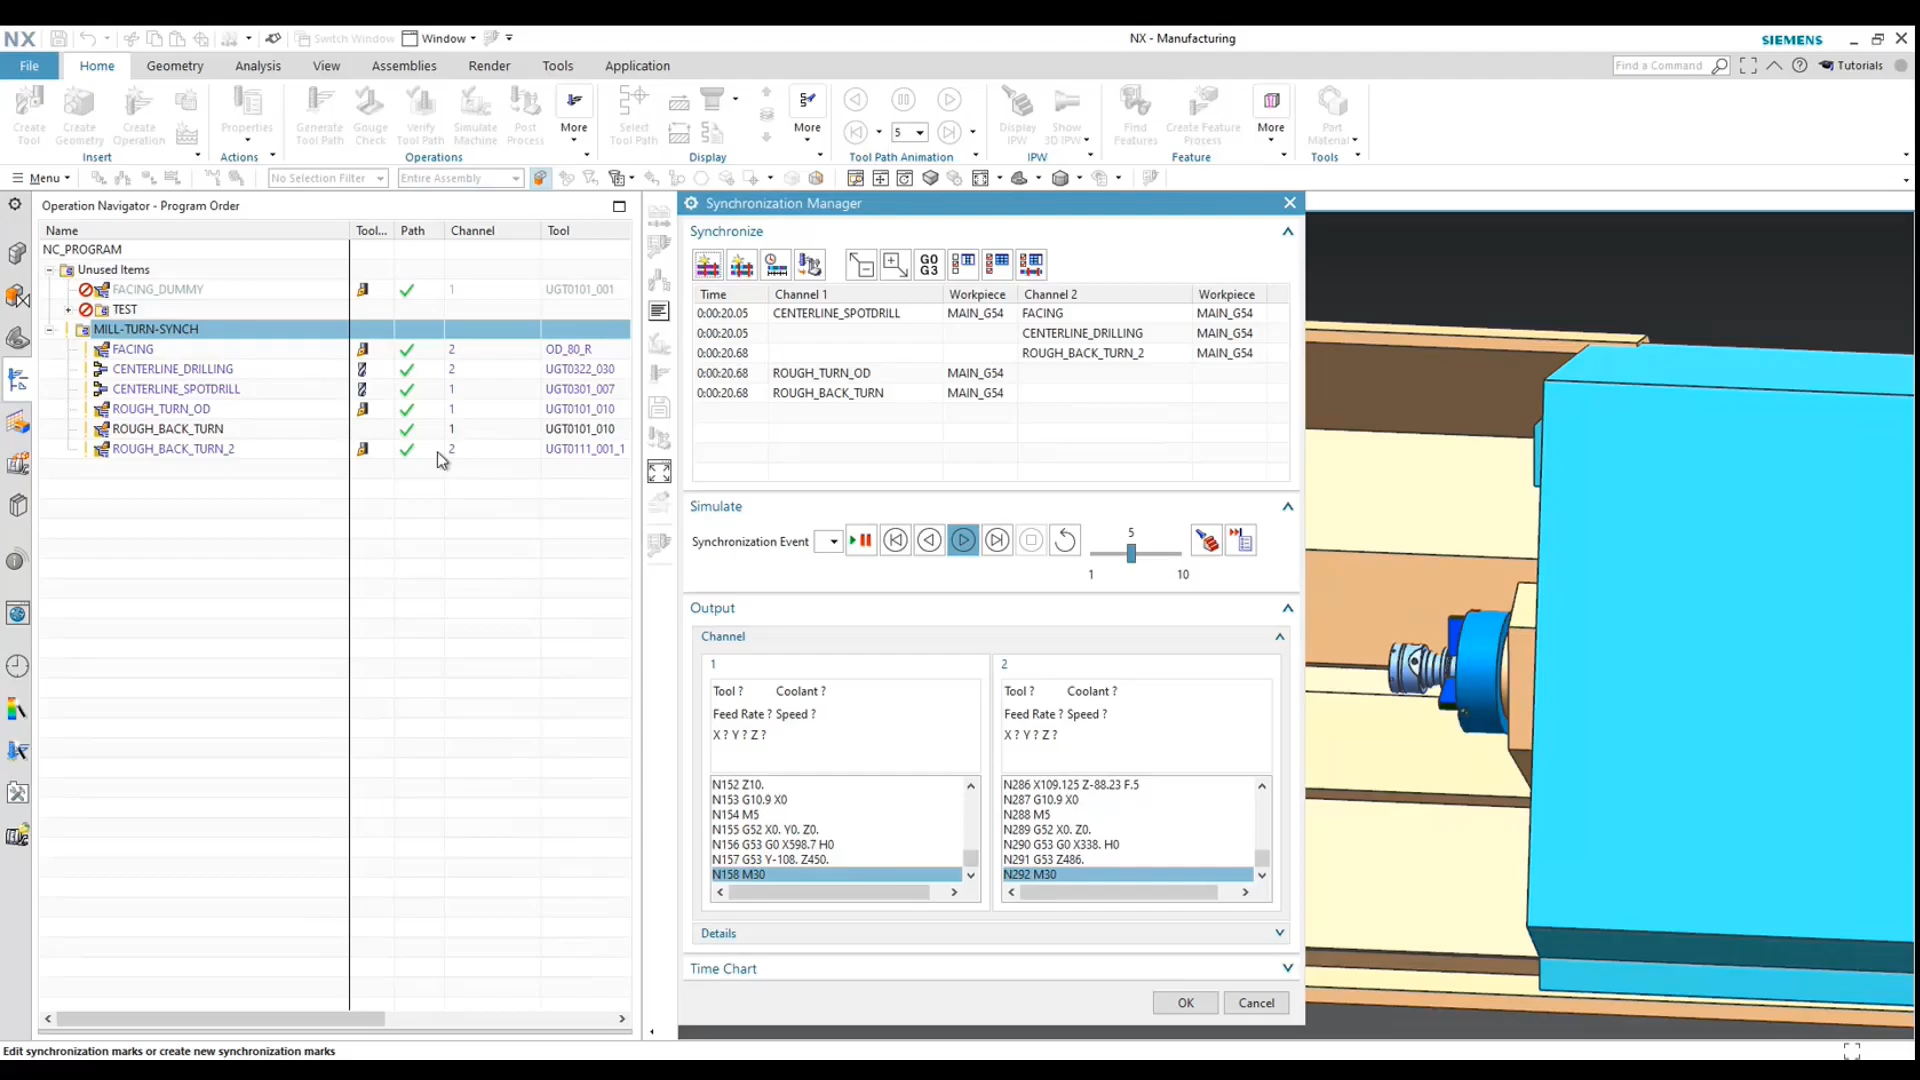 NX
Switch Window
Window
NX - Manufacturing
SIEMENS
File
Home
Geometry
Analysis
View
Assemblies
Render
Tools
Application
Find a Command
Tutorials
Create Tool
Create Geometry
Create Operation
Insert
Properties
Actions
Generate Tool Path
Gouge Check
Verify Tool Path
Simulate Machine
Post Process
More
Operations
Select Tool Path
More
Display
5
Tool Path Animation
Display IPW
Show 3D IPW
IPW
Find Features
Create Feature Process
More
Feature
Part Material
Tools
Menu
No Selection Filter
Entire Assembly
Operation Navigator - Program Order
Name Tool... Path Channel Tool
NC_PROGRAM
Unused Items
FACING_DUMMY 1 UGT0101_001
TEST
MILL-TURN-SYNCH
FACING 2 OD_80_R
CENTERLINE_DRILLING 2 UGT0322_030
CENTERLINE_SPOTDRILL 1 UGT0301_007
ROUGH_TURN_OD 1 UGT0101_010
ROUGH_BACK_TURN 1 UGT0101_010
ROUGH_BACK_TURN_2 2 UGT0111_001_1
Synchronization Manager
Synchronize
G0 G3
Time Channel 1 Workpiece Channel 2 Workpiece
0:00:20.05 CENTERLINE_SPOTDRILL MAIN_G54 FACING MAIN_G54
0:00:20.05 CENTERLINE_DRILLING MAIN_G54
0:00:20.68 ROUGH_BACK_TURN_2 MAIN_G54
0:00:20.68 ROUGH_TURN_OD MAIN_G54
0:00:20.68 ROUGH_BACK_TURN MAIN_G54
Simulate
Synchronization Event
5
1 10
Output
Channel
1
Tool ? Coolant ?
Feed Rate ? Speed ?
X ? Y ? Z ?
N152 Z10.
N153 G10.9 X0
N154 M5
N155 G52 X0. Y0. Z0.
N156 G53 G0 X598.7 H0
N157 G53 Y-108. Z450.
N158 M30
2
Tool ? Coolant ?
Feed Rate ? Speed ?
X ? Y ? Z ?
N286 X109.125 Z-88.23 F.5
N287 G10.9 X0
N288 M5
N289 G52 X0. Z0.
N290 G53 G0 X338. H0
N291 G53 Z486.
N292 M30
Details
Time Chart
OK
Cancel
Edit synchronization marks or create new synchronization marks